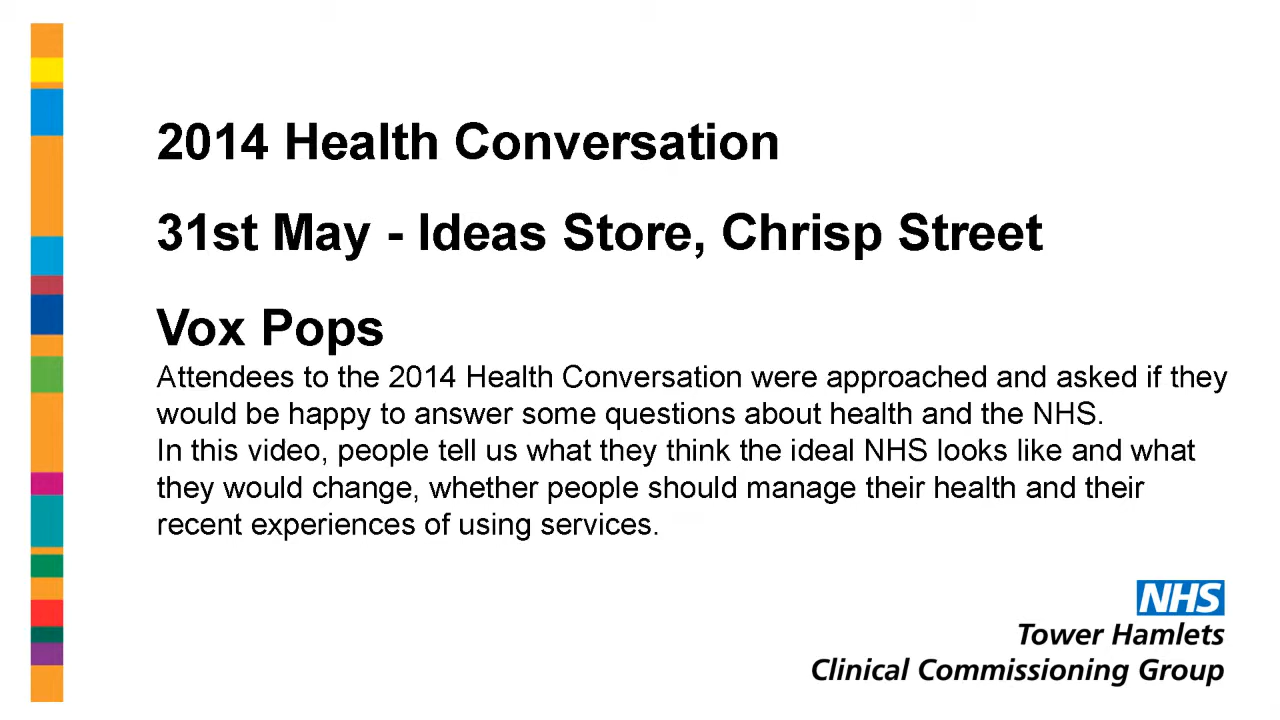 2014 Health Conversation
31st May - Ideas Store, Chrisp Street
Vox Pops
Attendees to the 2014 Health Conversation were approached and asked if they
would be happy to answer some questions about health and the NHS.
In this video, people tell us what they think the ideal NHS looks like and what
they would change, whether people should manage their health and their
recent experiences of using services.
NHS
Tower Hamlets
Clinical Commissioning Group